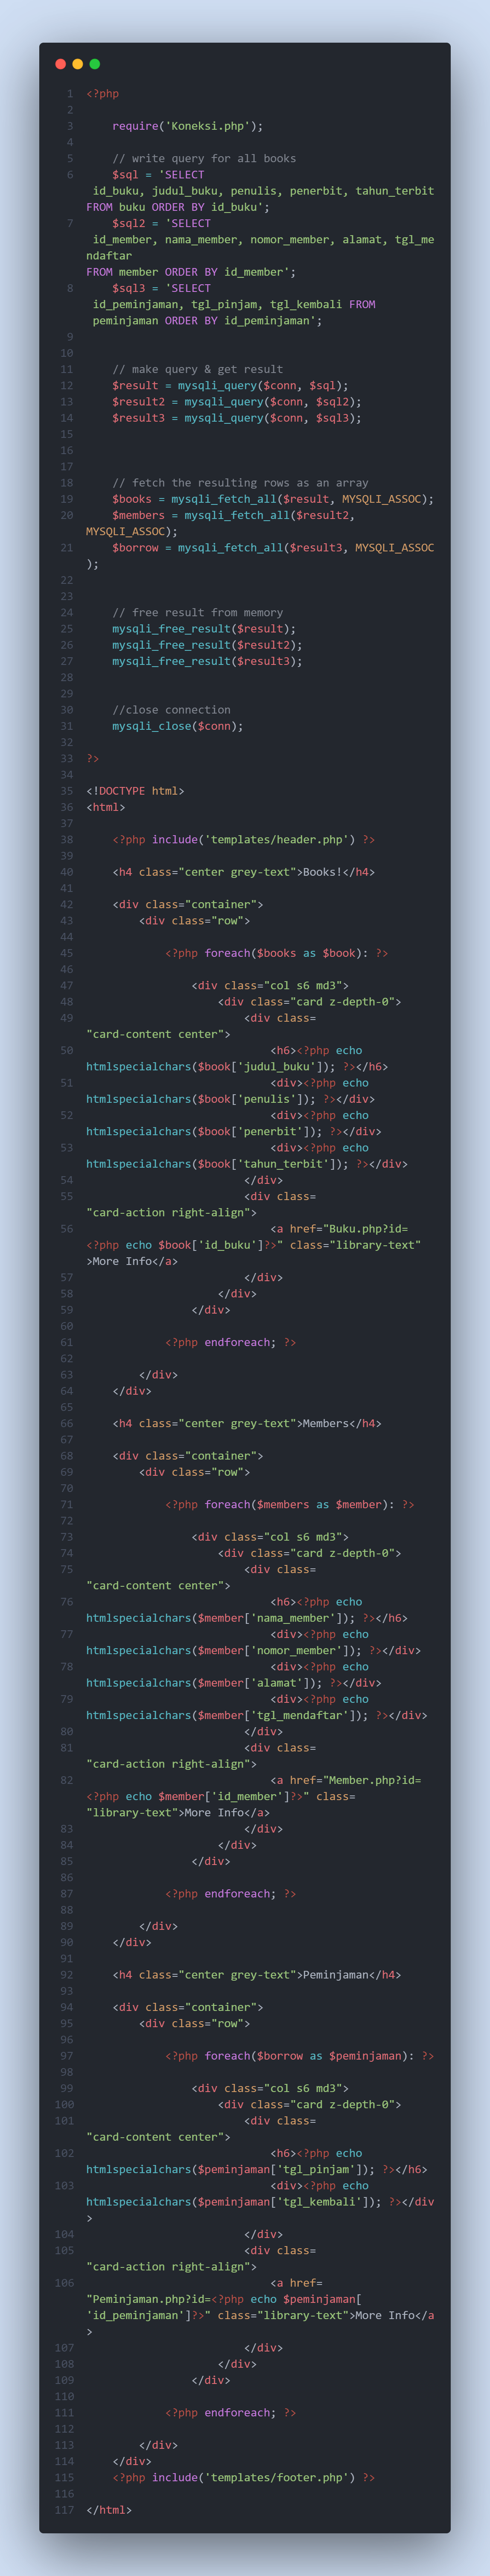 1 <?php
2
3 require('Koneksi.php');
4
5 // write query for all books
6 $sql = 'SELECT
id_buku, judul_buku, penulis, penerbit, tahun_terbit
FROM buku ORDER BY id_buku';
7 $sql2 = 'SELECT
id_member, nama_member, nomor_member, alamat, tgl_me
ndaftar
FROM member ORDER BY id_member';
8 $sql3 = 'SELECT
id_peminjaman, tgl_pinjam, tgl_kembali FROM
peminjaman ORDER BY id_peminjaman';
9
10
11 // make query & get result
12 $result = mysqli_query($conn, $sql);
13 $result2 = mysqli_query($conn, $sql2);
14 $result3 = mysqli_query($conn, $sql3);
15
16
17
18 // fetch the resulting rows as an array
19 $books = mysqli_fetch_all($result, MYSQLI_ASSOC);
20 $members = mysqli_fetch_all($result2,
MYSQLI_ASSOC);
21 $borrow = mysqli_fetch_all($result3, MYSQLI_ASSOC
);
22
23
24 // free result from memory
25 mysqli_free_result($result);
26 mysqli_free_result($result2);
27 mysqli_free_result($result3);
28
29
30 //close connection
31 mysqli_close($conn);
32
33 ?>
34
35 <!DOCTYPE html>
36 <html>
37
38 <?php include('templates/header.php') ?>
39
40 <h4 class="center grey-text">Books!</h4>
41
42 <div class="container">
43 <div class="row">
44
45 <?php foreach($books as $book): ?>
46
47 <div class="col s6 md3">
48 <div class="card z-depth-0">
49 <div class=
"card-content center">
50 <h6><?php echo
htmlspecialchars($book['judul_buku']); ?></h6>
51 <div><?php echo
htmlspecialchars($book['penulis']); ?></div>
52 <div><?php echo
htmlspecialchars($book['penerbit']); ?></div>
53 <div><?php echo
htmlspecialchars($book['tahun_terbit']); ?></div>
54 </div>
55 <div class=
"card-action right-align">
56 <a href="Buku.php?id=
<?php echo $book['id_buku']?>" class="library-text"
>More Info</a>
57 </div>
58 </div>
59 </div>
60
61 <?php endforeach; ?>
62
63 </div>
64 </div>
65
66 <h4 class="center grey-text">Members</h4>
67
68 <div class="container">
69 <div class="row">
70
71 <?php foreach($members as $member): ?>
72
73 <div class="col s6 md3">
74 <div class="card z-depth-0">
75 <div class=
"card-content center">
76 <h6><?php echo
htmlspecialchars($member['nama_member']); ?></h6>
77 <div><?php echo
htmlspecialchars($member['nomor_member']); ?></div>
78 <div><?php echo
htmlspecialchars($member['alamat']); ?></div>
79 <div><?php echo
htmlspecialchars($member['tgl_mendaftar']); ?></div>
80 </div>
81 <div class=
"card-action right-align">
82 <a href="Member.php?id=
<?php echo $member['id_member']?>" class=
"library-text">More Info</a>
83 </div>
84 </div>
85 </div>
86
87 <?php endforeach; ?>
88
89 </div>
90 </div>
91
92 <h4 class="center grey-text">Peminjaman</h4>
93
94 <div class="container">
95 <div class="row">
96
97 <?php foreach($borrow as $peminjaman): ?>
98
99 <div class="col s6 md3">
100 <div class="card z-depth-0">
101 <div class=
"card-content center">
102 <h6><?php echo
htmlspecialchars($peminjaman['tgl_pinjam']); ?></h6>
103 <div><?php echo
htmlspecialchars($peminjaman['tgl_kembali']); ?></div
>
104 </div>
105 <div class=
"card-action right-align">
106 <a href=
"Peminjaman.php?id=<?php echo $peminjaman[
'id_peminjaman']?>" class="library-text">More Info</a
>
107 </div>
108 </div>
109 </div>
110
111 <?php endforeach; ?>
112
113 </div>
114 </div>
115 <?php include('templates/footer.php') ?>
116
117 </html>